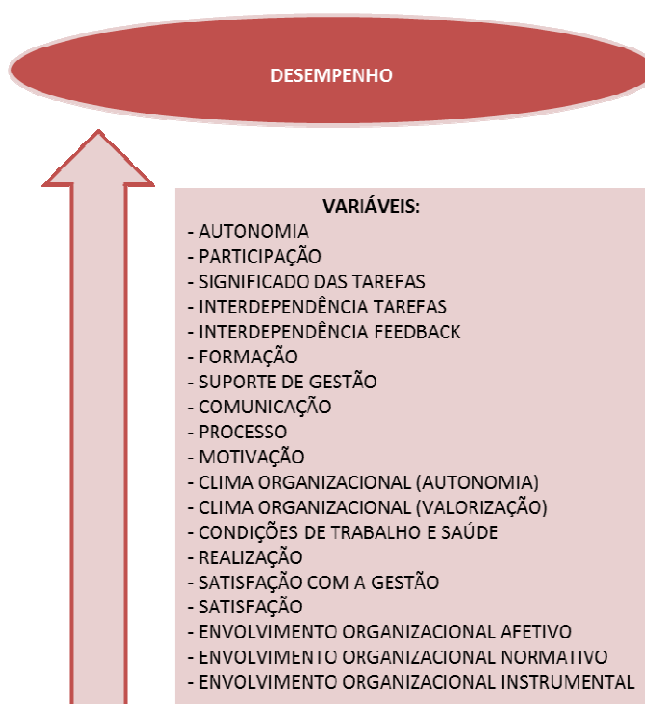 DESEMPENHO
VARIÁVEIS:
- AUTONOMIA
- PARTICIPAÇÃO
- SIGNIFICADO DAS TAREFAS
- INTERDEPENDÊNCIA TAREFAS
- INTERDEPENDÊNCIA FEEDBACK
- FORMAÇÃO
- SUPORTE DE GESTÃO
- COMUNICAÇÃO
- PROCESSO
- MOTIVAÇÃO
- CLIMA ORGANIZACIONAL (AUTONOMIA)
- CLIMA ORGANIZACIONAL (VALORIZAÇÃO)
- CONDIÇÕES DE TRABALHO E SAÚDE
- REALIZAÇÃO
- SATISFAÇÃO COM A GESTÃO
- SATISFAÇÃO
- ENVOLVIMENTO ORGANIZACIONAL AFETIVO
- ENVOLVIMENTO ORGANIZACIONAL NORMATIVO
- ENVOLVIMENTO ORGANIZACIONAL INSTRUMENTAL